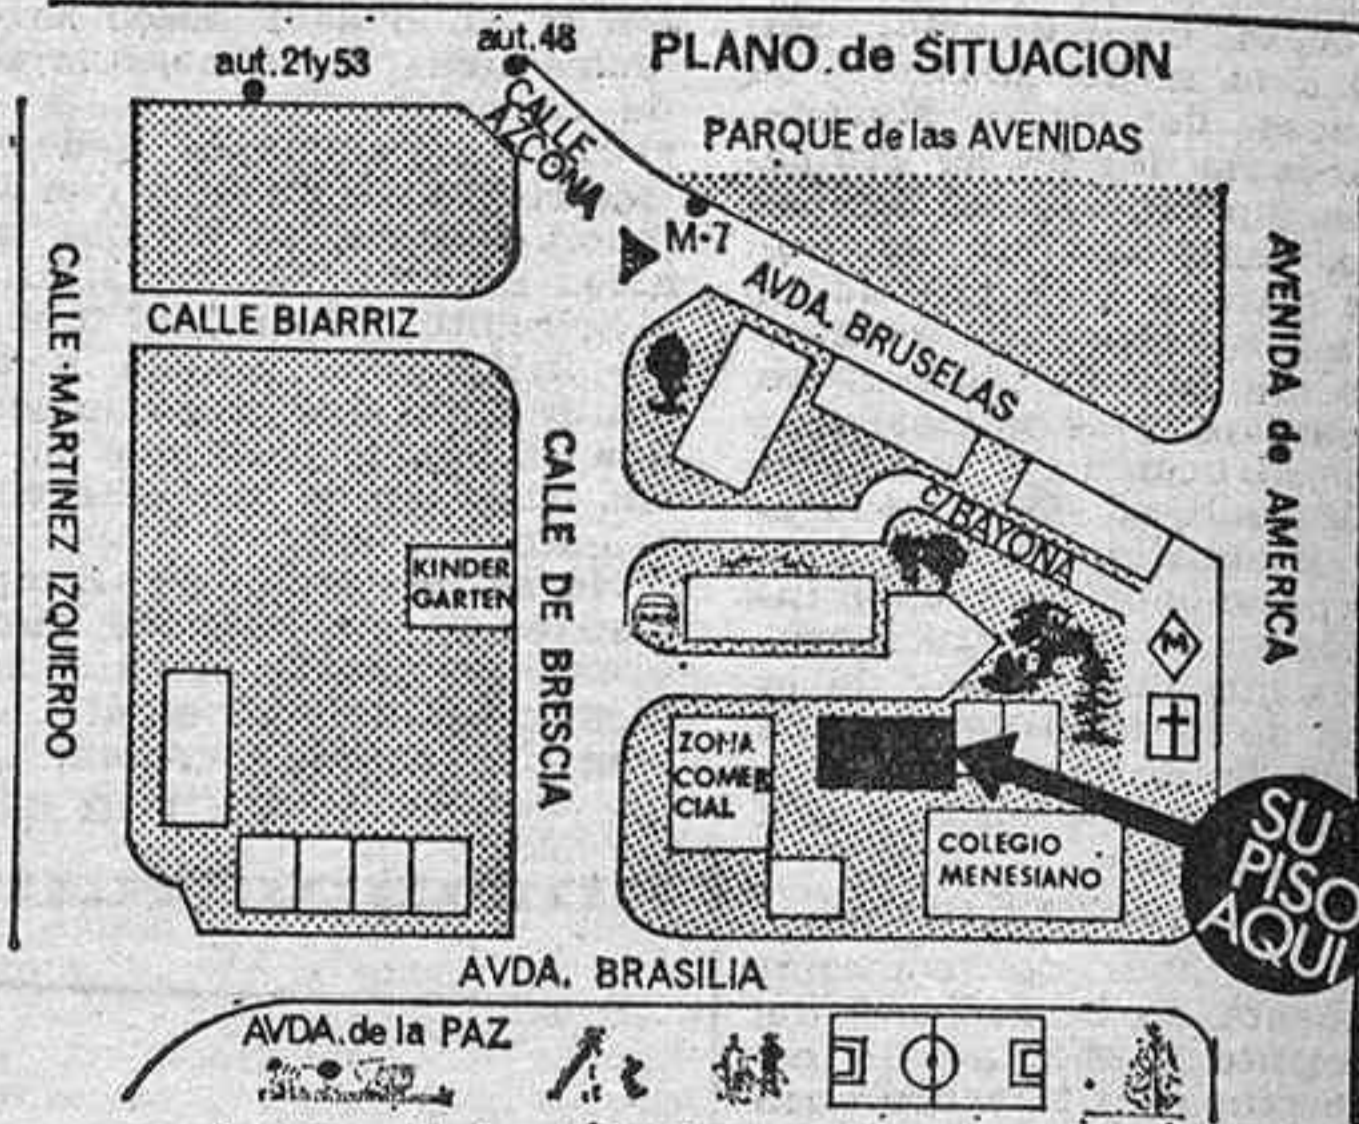 aut.21y53
aut.48
PLANO.de SITUACION
CALLE
AZCONA
PARQUE de las AVENIDAS
M-7
AVDA. BRUSELAS
CALLE BIARRIZ
CALLE-MARTINEZ IZQUIERDO
CALLE DE BRESCIA
AVENIDA de AMERICA
C/BAYONA
KINDER
GARTEN
M
ZONA
COMER
CIAL
COLEGIO
MENESIANO
SU
PISO
AQUI
AVDA. BRASILIA
AVDA.de la PAZ